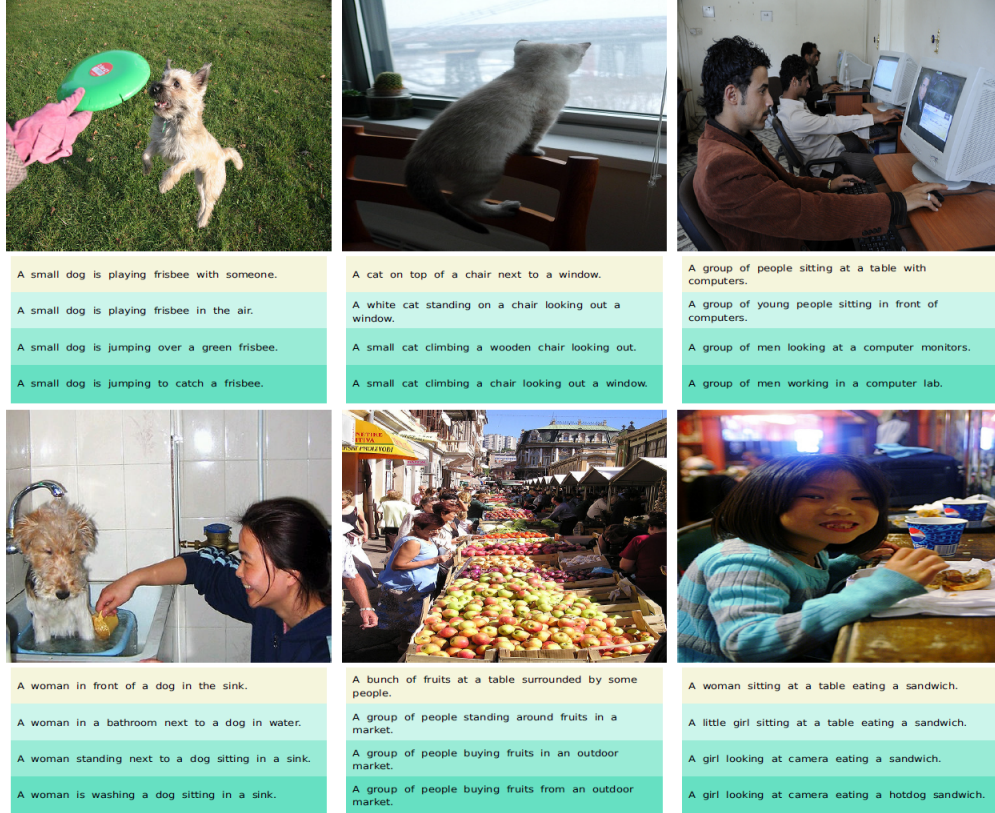 A small dog is playing frisbee with someone.
A small dog is playing frisbee in the air.
A small dog is jumping over a green frisbee.
A small dog is jumping to catch a frisbee.
A cat on top of a chair next to a window.
A white cat standing on a chair looking out a
window.
A small cat climbing a wooden chair looking out.
A small cat climbing a chair looking out a window.
A group of people sitting at a table with
computers.
A group of young people sitting in front of
computers.
A group of men looking at a computer monitors.
A group of men working in a computer lab.
A woman in front of a dog in the sink.
A woman in a bathroom next to a dog in water.
A woman standing next to a dog sitting in a sink.
A woman is washing a dog sitting in a sink.
A bunch of fruits at a table surrounded by some
people.
A group of people standing around fruits in a
market.
A group of people buying fruits in an outdoor
market.
A group of people buying fruits from an outdoor
market.
A woman sitting at a table eating a sandwich.
A little girl sitting at a table eating a sandwich.
A girl looking at camera eating a sandwich.
A girl looking at camera eating a hotdog sandwich.